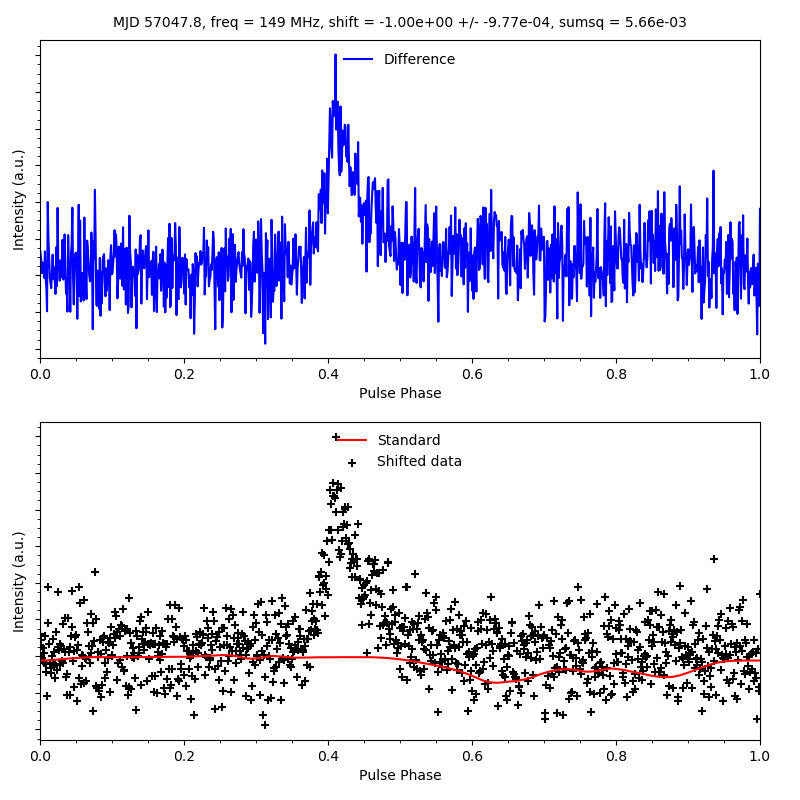 MJD 57047.8, freq = 149 MHz, shift = -1.00e+00 +/- -9.77e-04, sumsq = 5.66e-03
Difference
Intensity (a.u.)
0.0 0.2 0.4 0.6 0.8 1.0
Pulse Phase
Standard
Shifted data
Intensity (a.u.)
0.0 0.2 0.4 0.6 0.8 1.0
Pulse Phase